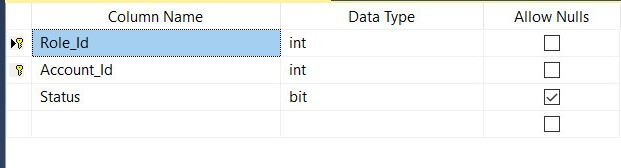 Column Name Data Type Allow Nulls
Role_Id int
Account_Id int
Status bit